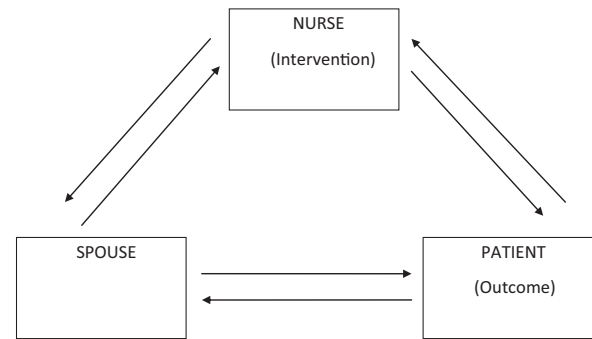 NURSE
(Intervention)
SPOUSE
PATIENT
(Outcome)